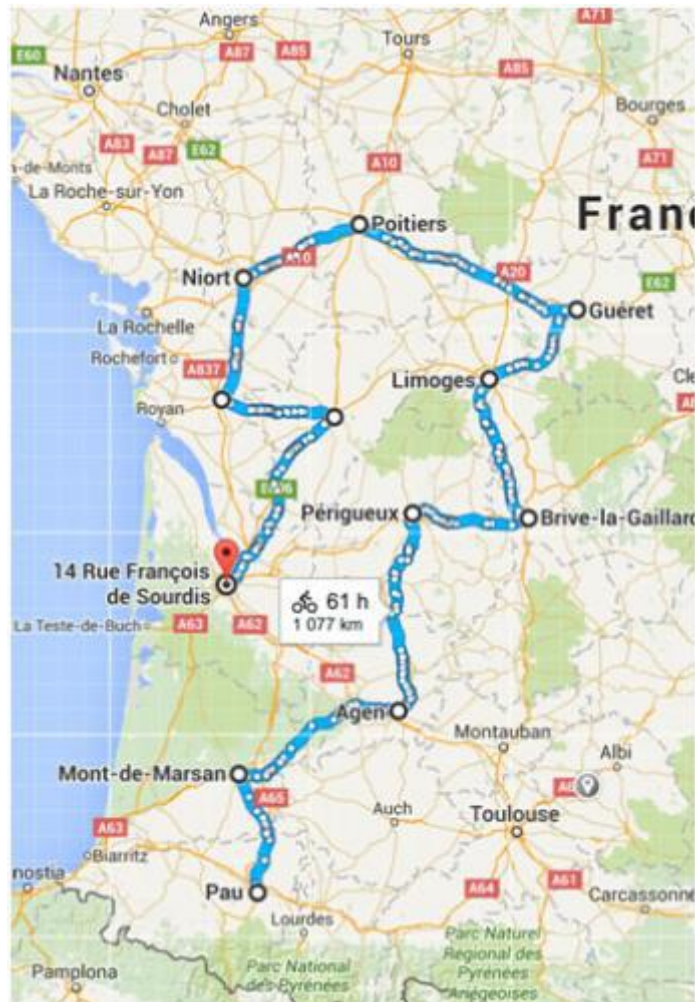 Angers
A71
E60
A87
A85
Tours
Nantes
A85
Cholet
Bourges
A83
E62
A87
A10
A71
n-de-Monts
La Roche-sur-Yon
Fran
Poitiers
A10
Niort
A20
E62
La Rochelle
Guéret
Rochefort
A837
Limoges
Cle
Royan
Périgueux
Brive-la-Gaillard
14 Rue François
de Sourdis
61 h
1 077 km
La Teste-de-Buch
A63
A62
A62
Agen
Montauban
Mont-de-Marsan
Albi
A65
Auch
Toulouse
A63
Biarritz
nostia
Pau
A64
A61
Carcassonne
Lourdes
Parc Naturel
Régional des
Pyrénées
Ariégeoises
Parc National
des Pyrénées
Pamplona